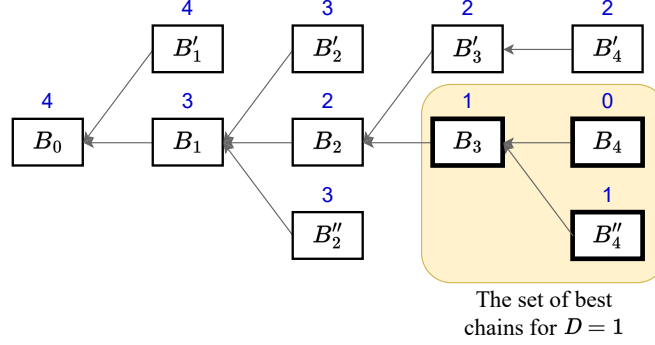 4 3 2 2
B′₁ B′₂ B′₃ B′₄
4 3 2 1 0
B₀ B₁ B₂ B₃ B₄
3 1
B″₂ B″₄
The set of best
chains for D = 1